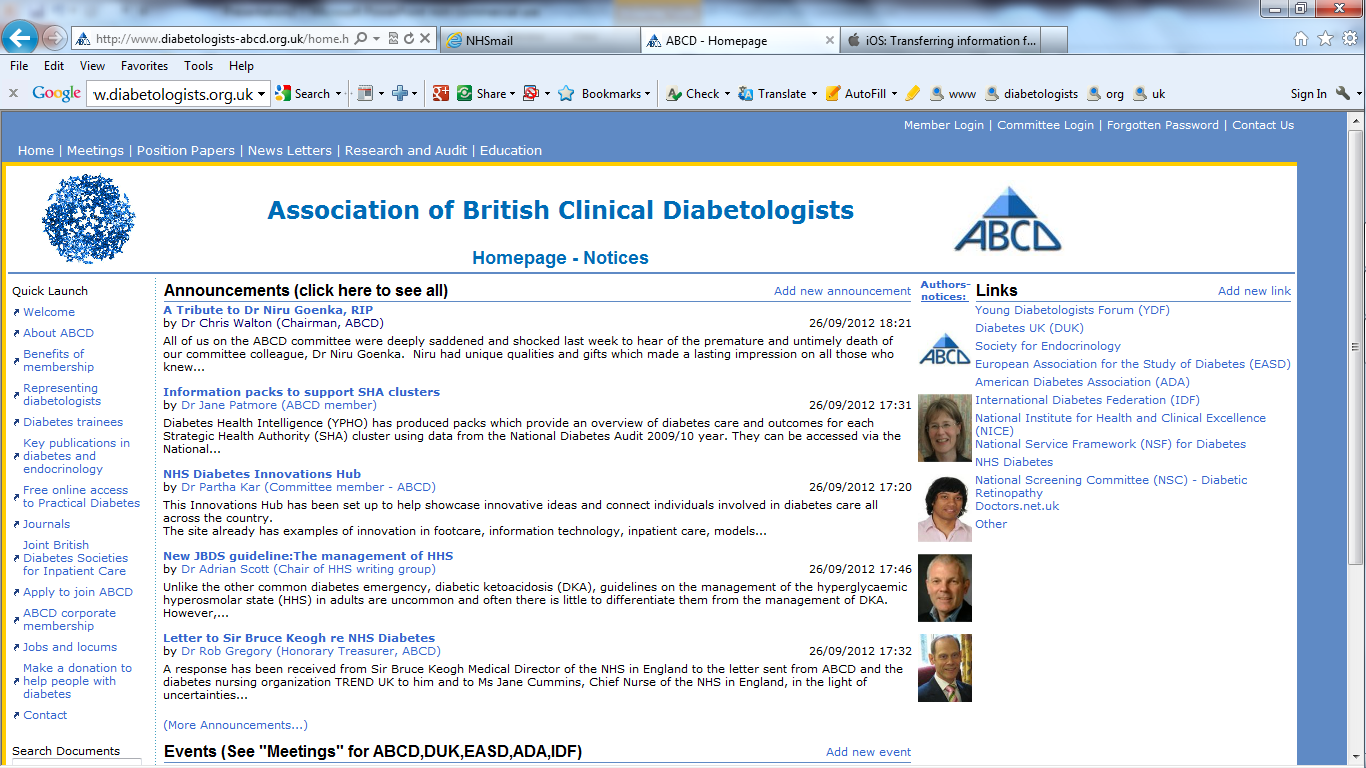 http://www.diabetologists-abcd.org.uk/home.h
NHSmail
ABCD - Homepage
iOS: Transferring information f...
File Edit View Favorites Tools Help
Google w.diabetologists.org.uk Search Share Bookmarks Check Translate AutoFill www diabetologists org uk Sign In
Member Login | Committee Login | Forgotten Password | Contact Us
Home | Meetings | Position Papers | News Letters | Research and Audit | Education
Association of British Clinical Diabetologists
ABCD
Homepage - Notices
Quick Launch
Welcome
About ABCD
Benefits of
membership
Representing
diabetologists
Diabetes trainees
Key publications in
diabetes and
endocrinology
Free online access
to Practical Diabetes
Journals
Joint British
Diabetes Societies
for Inpatient Care
Apply to join ABCD
ABCD corporate
membership
Jobs and locums
Make a donation to
help people with
diabetes
Contact
Search Documents
Announcements (click here to see all) Add new announcement
A Tribute to Dr Niru Goenka, RIP
by Dr Chris Walton (Chairman, ABCD) 26/09/2012 18:21
All of us on the ABCD committee were deeply saddened and shocked last week to hear of the premature and untimely death of
our committee colleague, Dr Niru Goenka. Niru had unique qualities and gifts which made a lasting impression on all those who
knew...
Information packs to support SHA clusters
by Dr Jane Patmore (ABCD member) 26/09/2012 17:31
Diabetes Health Intelligence (YPHO) has produced packs which provide an overview of diabetes care and outcomes for each
Strategic Health Authority (SHA) cluster using data from the National Diabetes Audit 2009/10 year. They can be accessed via the
National...
NHS Diabetes Innovations Hub
by Dr Partha Kar (Committee member - ABCD) 26/09/2012 17:20
This Innovations Hub has been set up to help showcase innovative ideas and connect individuals involved in diabetes care all
across the country.
The site already has examples of innovation in footcare, information technology, inpatient care, models...
New JBDS guideline:The management of HHS
by Dr Adrian Scott (Chair of HHS writing group) 26/09/2012 17:46
Unlike the other common diabetes emergency, diabetic ketoacidosis (DKA), guidelines on the management of the hyperglycaemic
hyperosmolar state (HHS) in adults are uncommon and often there is little to differentiate them from the management of DKA.
However,...
Letter to Sir Bruce Keogh re NHS Diabetes
by Dr Rob Gregory (Honorary Treasurer, ABCD) 26/09/2012 17:32
A response has been received from Sir Bruce Keogh Medical Director of the NHS in England to the letter sent from ABCD and the
diabetes nursing organization TREND UK to him and to Ms Jane Cummins, Chief Nurse of the NHS in England, in the light of
uncertainties...
(More Announcements...)
Events (See "Meetings" for ABCD,DUK,EASD,ADA,IDF) Add new event
Authors-
notices:
ABCD
Links Add new link
Young Diabetologists Forum (YDF)
Diabetes UK (DUK)
Society for Endocrinology
European Association for the Study of Diabetes (EASD)
American Diabetes Association (ADA)
International Diabetes Federation (IDF)
National Institute for Health and Clinical Excellence
(NICE)
National Service Framework (NSF) for Diabetes
NHS Diabetes
National Screening Committee (NSC) - Diabetic
Retinopathy
Doctors.net.uk
Other